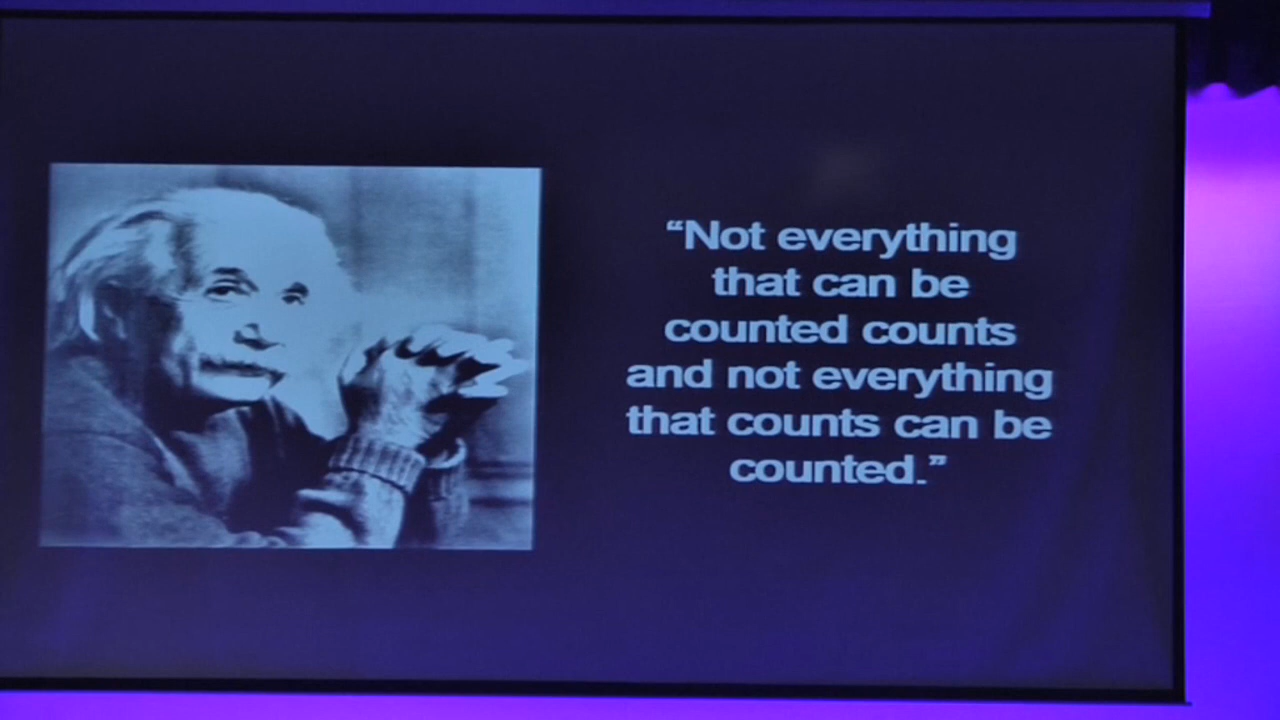 “Not everything
that can be
counted counts
and not everything
that counts can be
counted.”